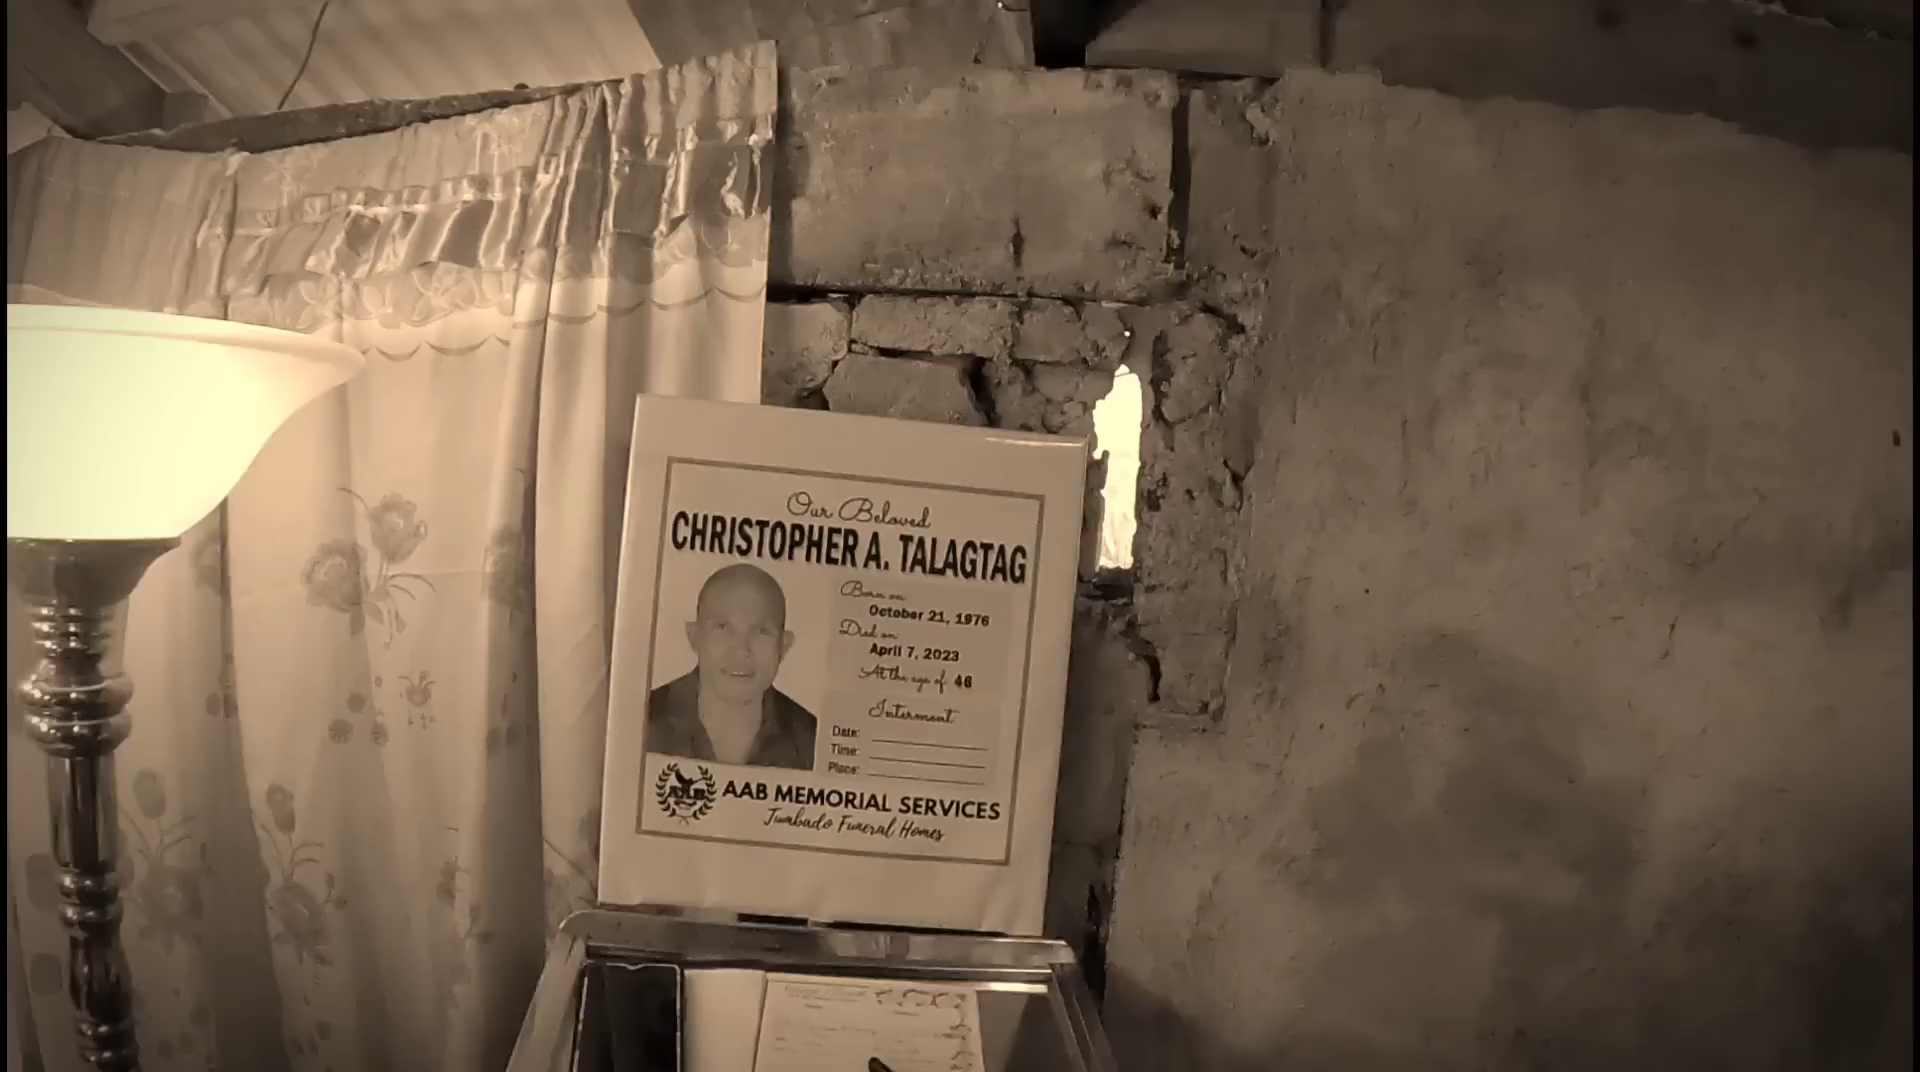 Our Beloved
CHRISTOPHER A. TALAGTAG
Born on
October 21, 1976
Died on
April 7, 2023
At the age of 46
Interment
Date:
Time:
Place:
AAB
AAB MEMORIAL SERVICES
Tumbado Funeral Homes